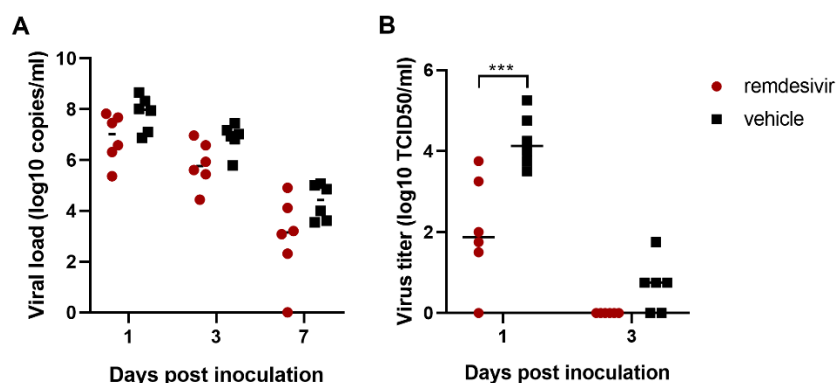 A
Viral load (log10 copies/ml)
10
8
6
4
2
0
1 3 7
Days post inoculation
B
Virus titer (log10 TCID50/ml)
6
4
2
0
***
1 3
Days post inoculation
remdesivir
vehicle